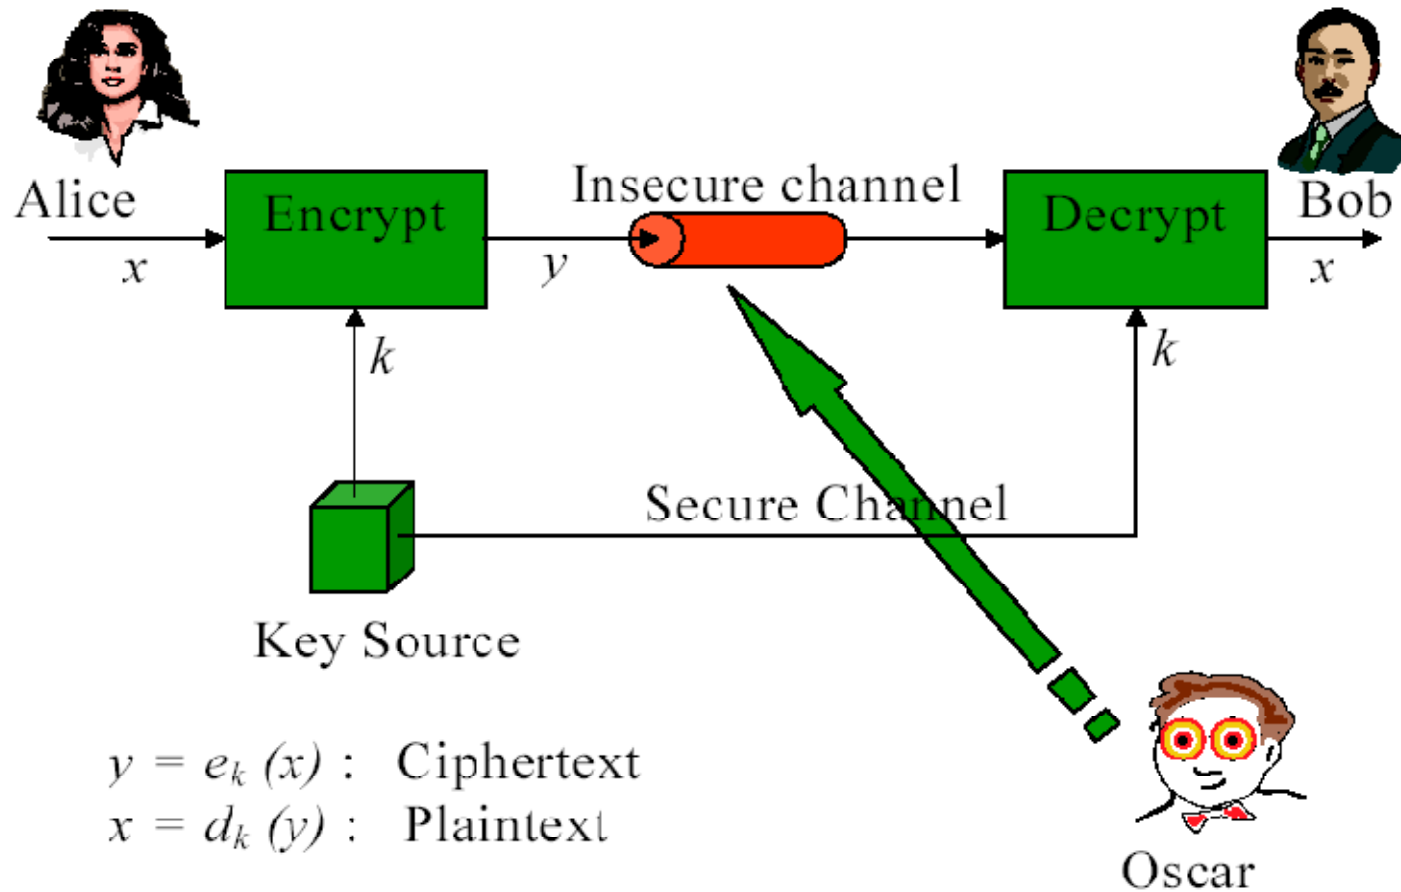 Alice
Encrypt
Insecure channel
Decrypt
Bob
x
y
x
k
k
Secure Channel
Key Source
y = eₖ (x) : Ciphertext
x = dₖ (y) : Plaintext
Oscar